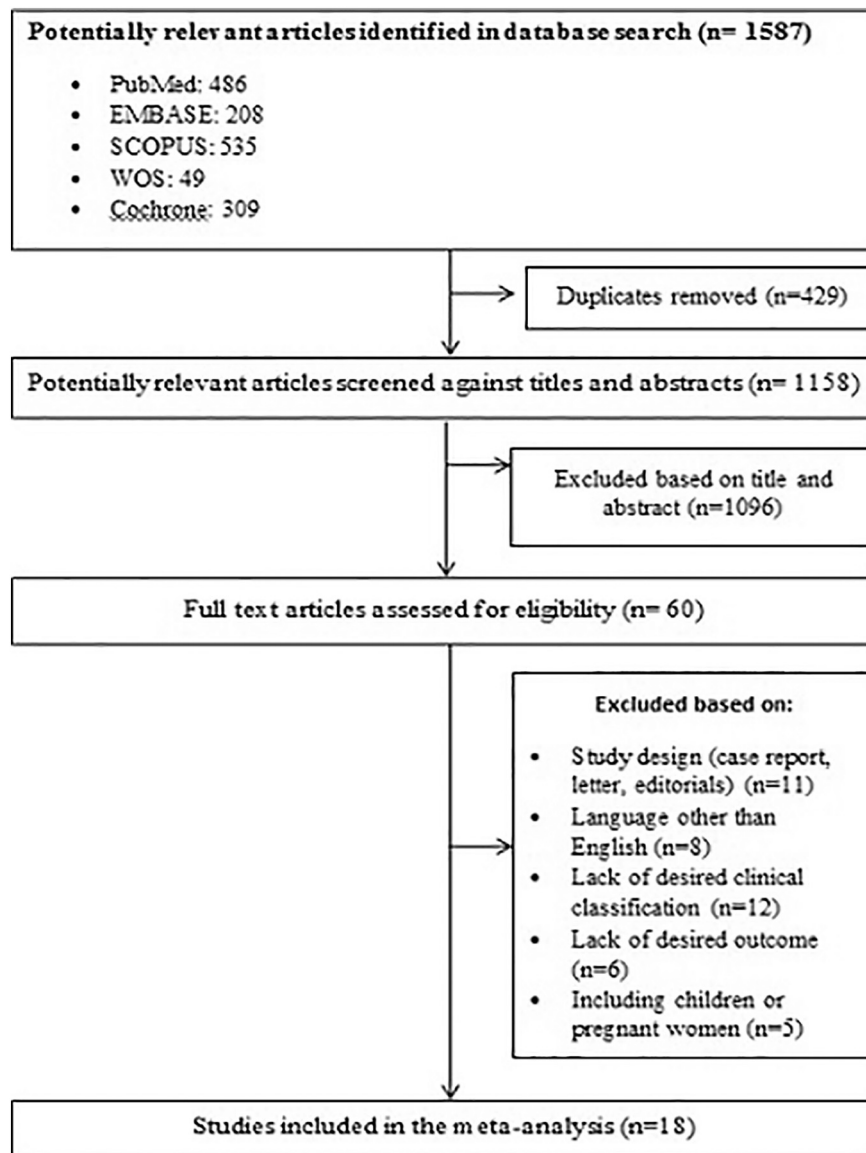 Potentially relevant articles identified in database search (n= 1587)
• PubMed: 486
• EMBASE: 208
• SCOPUS: 535
• WOS: 49
• Cochrone: 309
Duplicates removed (n=429)
Potentially relevant articles screened against titles and abstracts (n= 1158)
Excluded based on title and
abstract (n=1096)
Full text articles assessed for eligibility (n= 60)
Excluded based on:
• Study design (case report,
letter, editorials) (n=11)
• Language other than
English (n=8)
• Lack of desired clinical
classification (n=12)
• Lack of desired outcome
(n=6)
• Including children or
pregnant women (n=5)
Studies included in the meta-analysis (n=18)